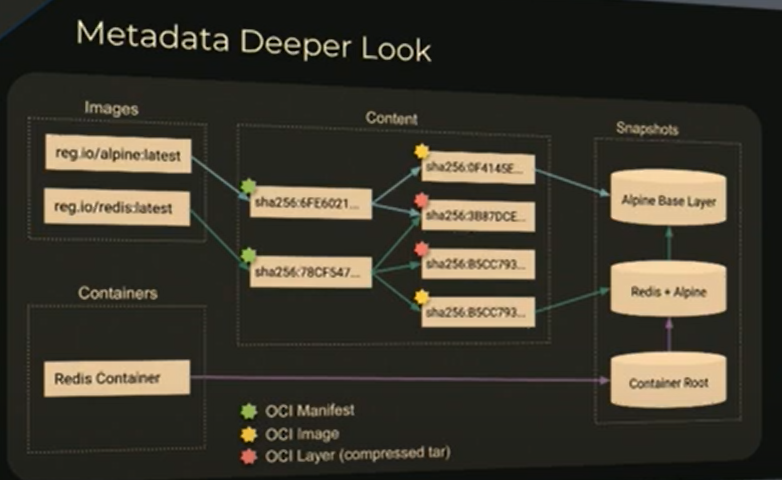 Metadata Deeper Look
Images
reg.io/alpine:latest
reg.io/redis:latest
Containers
Redis Container
Content
sha256:6FE6021...
sha256:78CF547...
sha256:0F4145E...
sha256:3B87DCE...
sha256:B5CC793...
sha256:B5CC793...
Snapshots
Alpine Base Layer
Redis + Alpine
Container Root
OCI Manifest
OCI Image
OCI Layer (compressed tar)